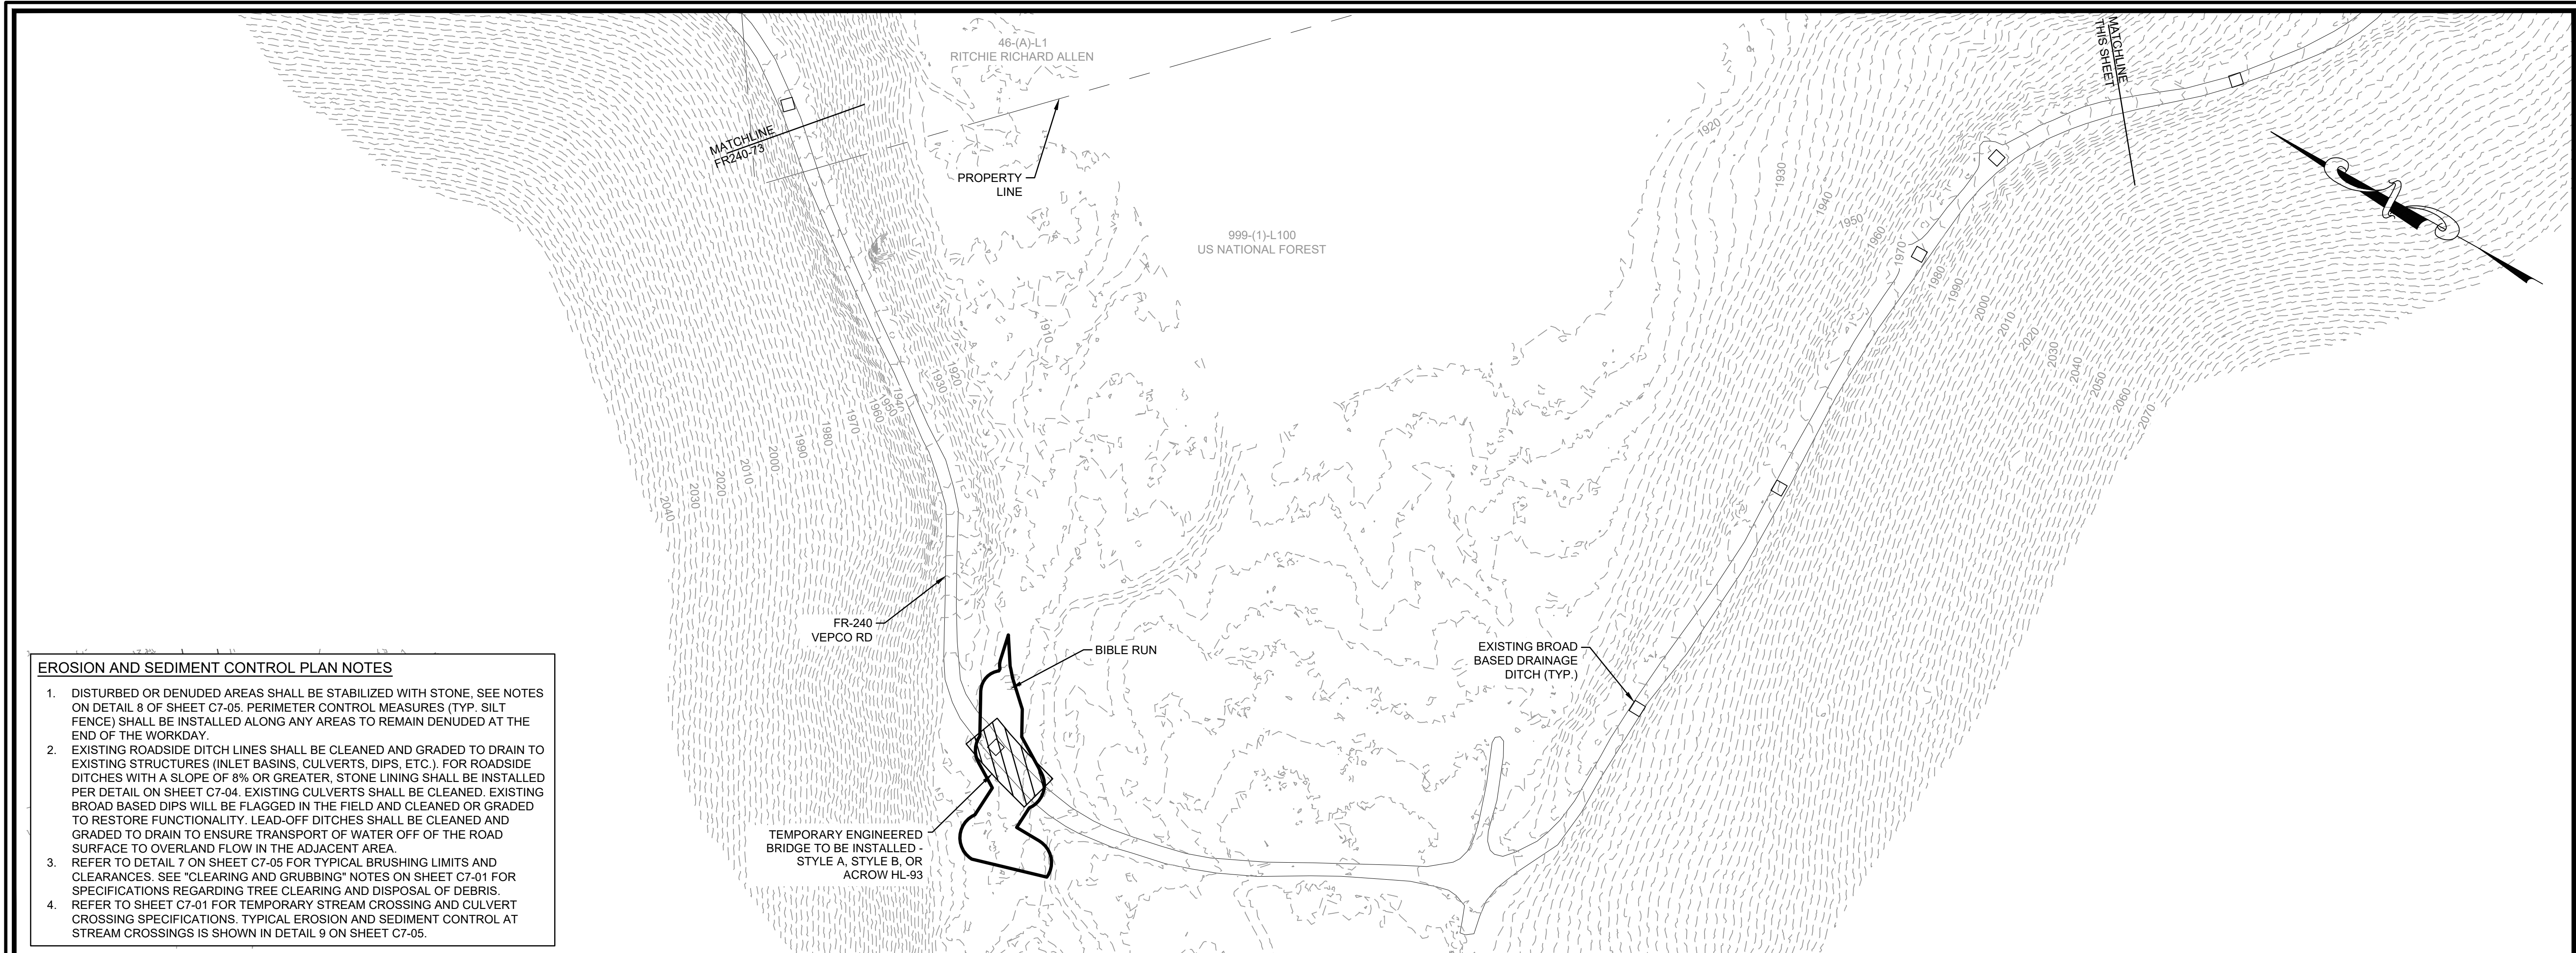 46-(A)-L1
RITCHIE RICHARD ALLEN
MATCHLINE
THIS SHEET
MATCHLINE
FR240-73
PROPERTY
LINE
999-(1)-L100
US NATIONAL FOREST
1920
1930
1940
1950
1960
1970
1980
1990
2000
2010
2020
2030
2040
2050
2060
2070
1910
1920
1930
1940
1950
1960
1970
1980
1990
2000
2010
2020
2030
2040
FR-240
VEPCO RD
BIBLE RUN
EXISTING BROAD
BASED DRAINAGE
DITCH (TYP.)
TEMPORARY ENGINEERED
BRIDGE TO BE INSTALLED -
STYLE A, STYLE B, OR
ACROW HL-93
EROSION AND SEDIMENT CONTROL PLAN NOTES
1. DISTURBED OR DENUDED AREAS SHALL BE STABILIZED WITH STONE, SEE NOTES
ON DETAIL 8 OF SHEET C7-05. PERIMETER CONTROL MEASURES (TYP. SILT
FENCE) SHALL BE INSTALLED ALONG ANY AREAS TO REMAIN DENUDED AT THE
END OF THE WORKDAY.
2. EXISTING ROADSIDE DITCH LINES SHALL BE CLEANED AND GRADED TO DRAIN TO
EXISTING STRUCTURES (INLET BASINS, CULVERTS, DIPS, ETC.). FOR ROADSIDE
DITCHES WITH A SLOPE OF 8% OR GREATER, STONE LINING SHALL BE INSTALLED
PER DETAIL ON SHEET C7-04. EXISTING CULVERTS SHALL BE CLEANED. EXISTING
BROAD BASED DIPS WILL BE FLAGGED IN THE FIELD AND CLEANED OR GRADED
TO RESTORE FUNCTIONALITY. LEAD-OFF DITCHES SHALL BE CLEANED AND
GRADED TO DRAIN TO ENSURE TRANSPORT OF WATER OFF OF THE ROAD
SURFACE TO OVERLAND FLOW IN THE ADJACENT AREA.
3. REFER TO DETAIL 7 ON SHEET C7-05 FOR TYPICAL BRUSHING LIMITS AND
CLEARANCES. SEE "CLEARING AND GRUBBING" NOTES ON SHEET C7-01 FOR
SPECIFICATIONS REGARDING TREE CLEARING AND DISPOSAL OF DEBRIS.
4. REFER TO SHEET C7-01 FOR TEMPORARY STREAM CROSSING AND CULVERT
CROSSING SPECIFICATIONS. TYPICAL EROSION AND SEDIMENT CONTROL AT
STREAM CROSSINGS IS SHOWN IN DETAIL 9 ON SHEET C7-05.